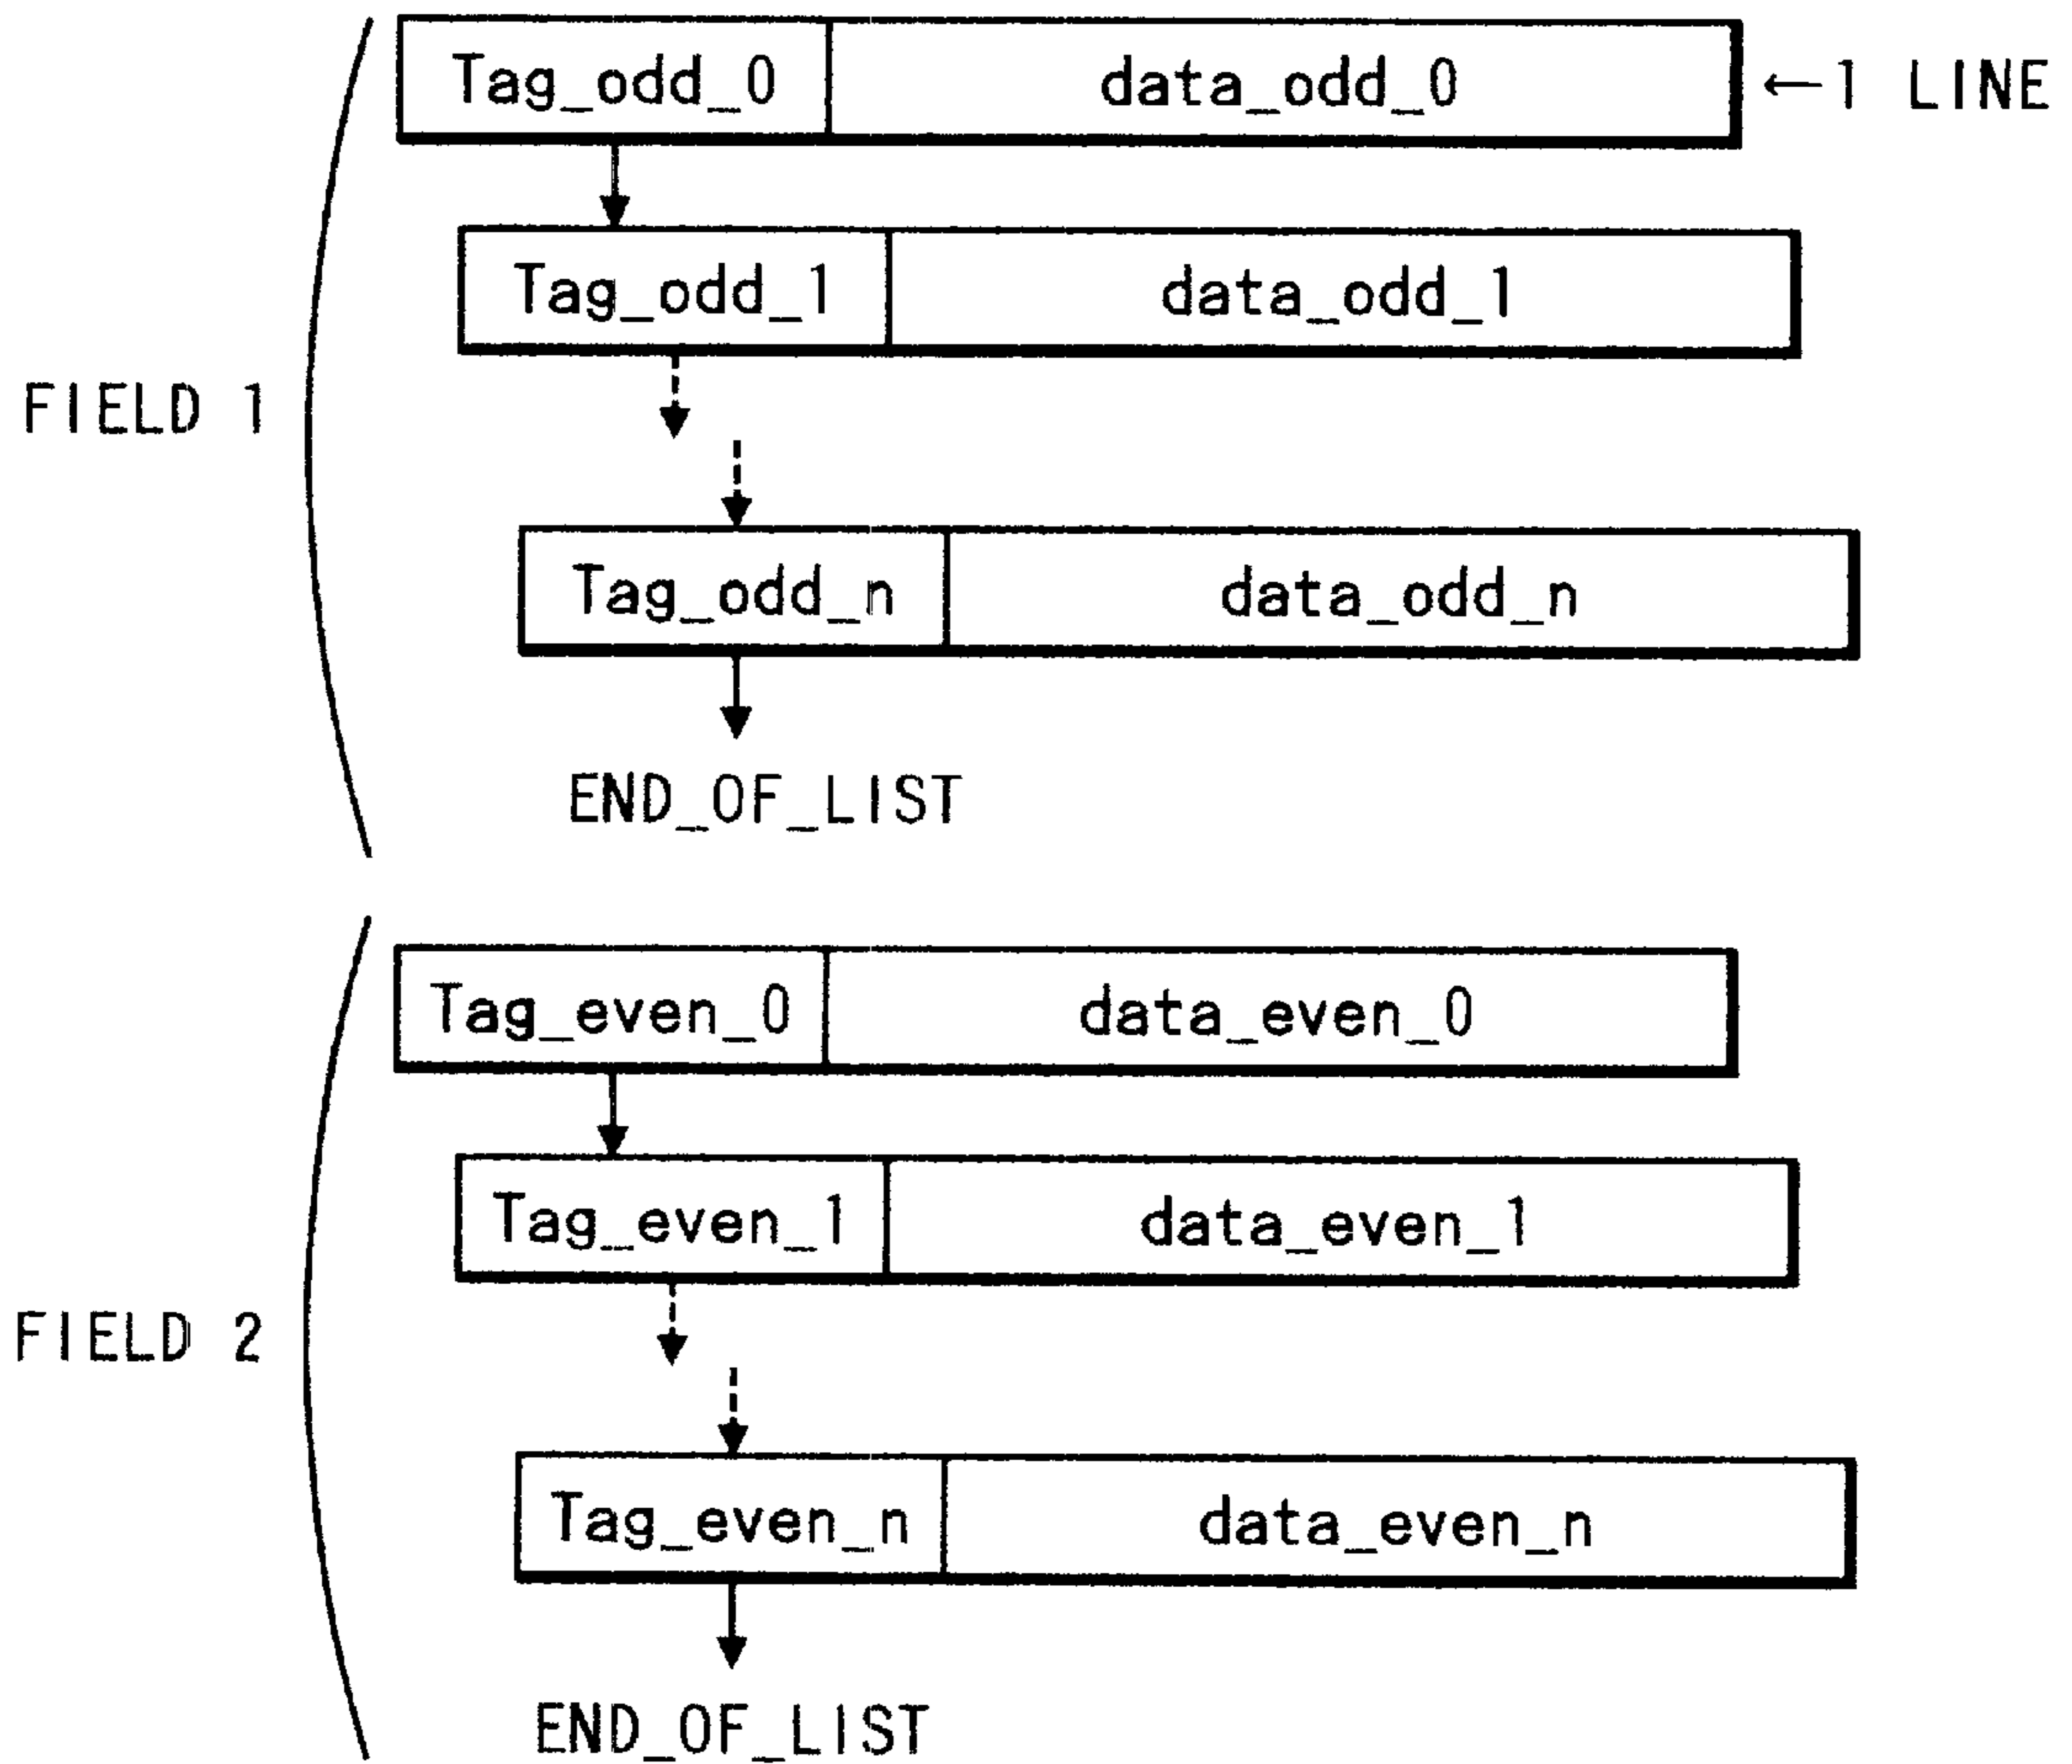 Tag_odd_0 data_odd_0 ←1 LINE
Tag_odd_1 data_odd_1
FIELD 1
Tag_odd_n data_odd_n
END_OF_LIST
Tag_even_0 data_even_0
Tag_even_1 data_even_1
FIELD 2
Tag_even_n data_even_n
END_OF_LIST